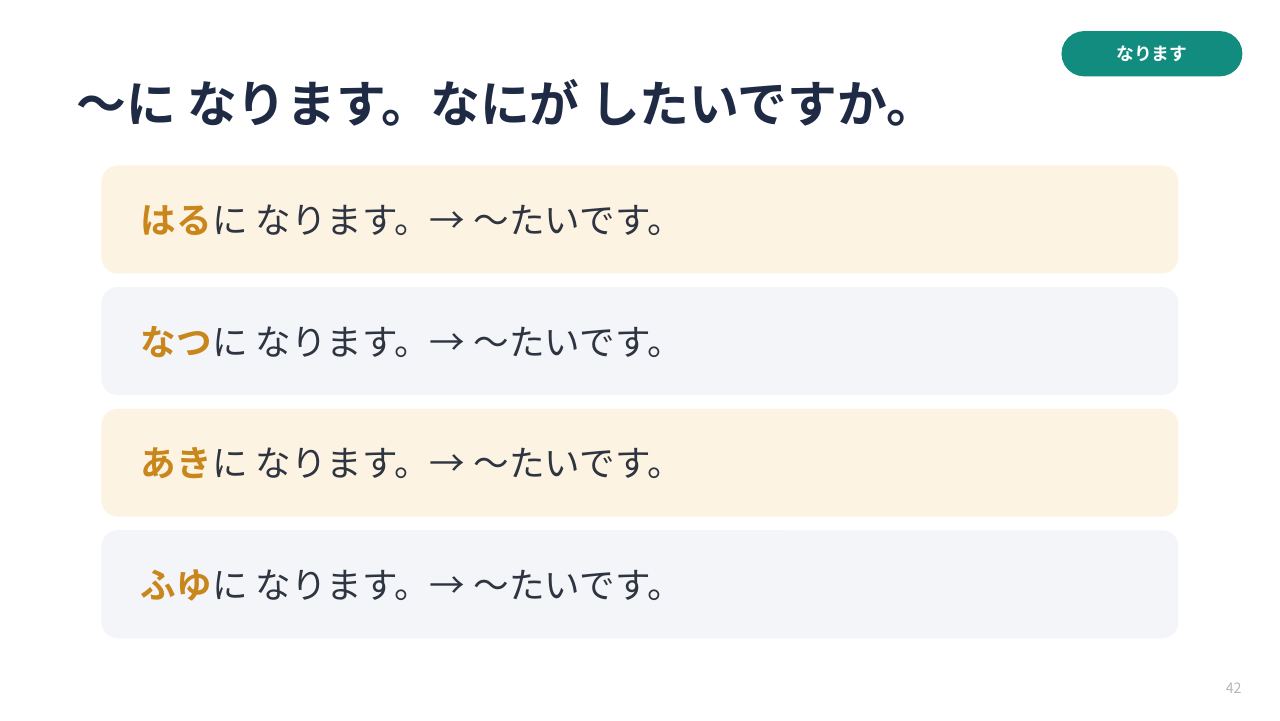 なります
～に なります。なにが したいですか。
はるに なります。→ ～たいです。
なつに なります。→ ～たいです。
あきに なります。→ ～たいです。
ふゆに なります。→ ～たいです。
42